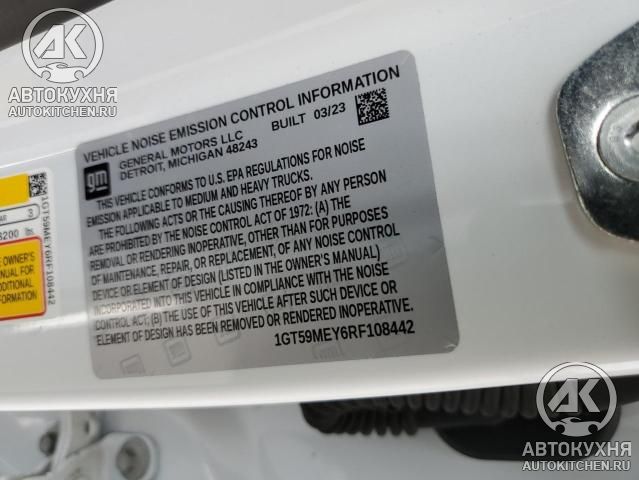 АВТОКУХНЯ
AUTOKITCHEN.RU
VEHICLE NOISE EMISSION CONTROL INFORMATION
gm
GENERAL MOTORS LLC
DETROIT, MICHIGAN 48243
BUILT 03/23
THIS VEHICLE CONFORMS TO U.S. EPA REGULATIONS FOR NOISE
EMISSION APPLICABLE TO MEDIUM AND HEAVY TRUCKS.
THE FOLLOWING ACTS OR THE CAUSING THEREOF BY ANY PERSON
ARE PROHIBITED BY THE NOISE CONTROL ACT OF 1972: (A) THE
REMOVAL OR RENDERING INOPERATIVE, OTHER THAN FOR PURPOSES
OF MAINTENANCE, REPAIR, OR REPLACEMENT, OF ANY NOISE CONTROL
DEVICE OR ELEMENT OF DESIGN (LISTED IN THE OWNER'S MANUAL)
INCORPORATED INTO THIS VEHICLE IN COMPLIANCE WITH THE NOISE
CONTROL ACT; (B) THE USE OF THIS VEHICLE AFTER SUCH DEVICE OR
ELEMENT OF DESIGN HAS BEEN REMOVED OR RENDERED INOPERATIVE.
1GT59MEY6RF108442
AR 3
3200 lbs.
OWNER'S
MANUAL FOR
ADDITIONAL
INFORMATION
1GT59MEY6RF108442
АВТОКУХНЯ
AUTOKITCHEN.RU